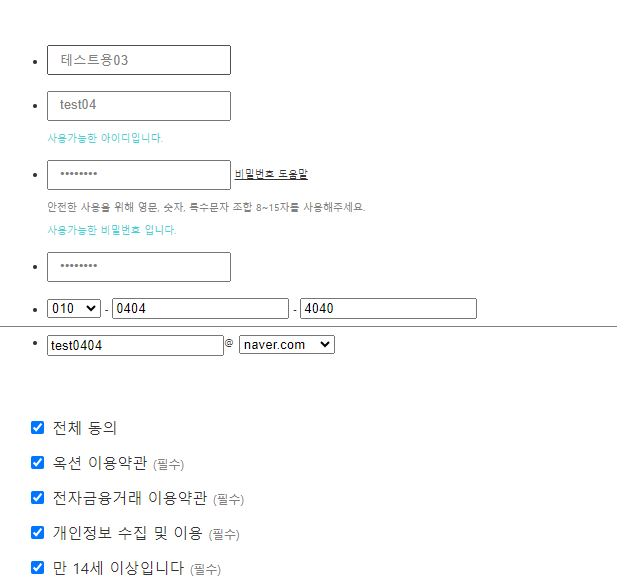 테스트용03
test04
사용가능한 아이디입니다.
•••••••• 비밀번호 도움말
안전한 사용을 위해 영문, 숫자, 특수문자 조합 8~15자를 사용해주세요.
사용가능한 비밀번호 입니다.
••••••••
010 - 0404 - 4040
test0404 @ naver.com
전체 동의
옥션 이용약관 (필수)
전자금융거래 이용약관 (필수)
개인정보 수집 및 이용 (필수)
만 14세 이상입니다 (필수)